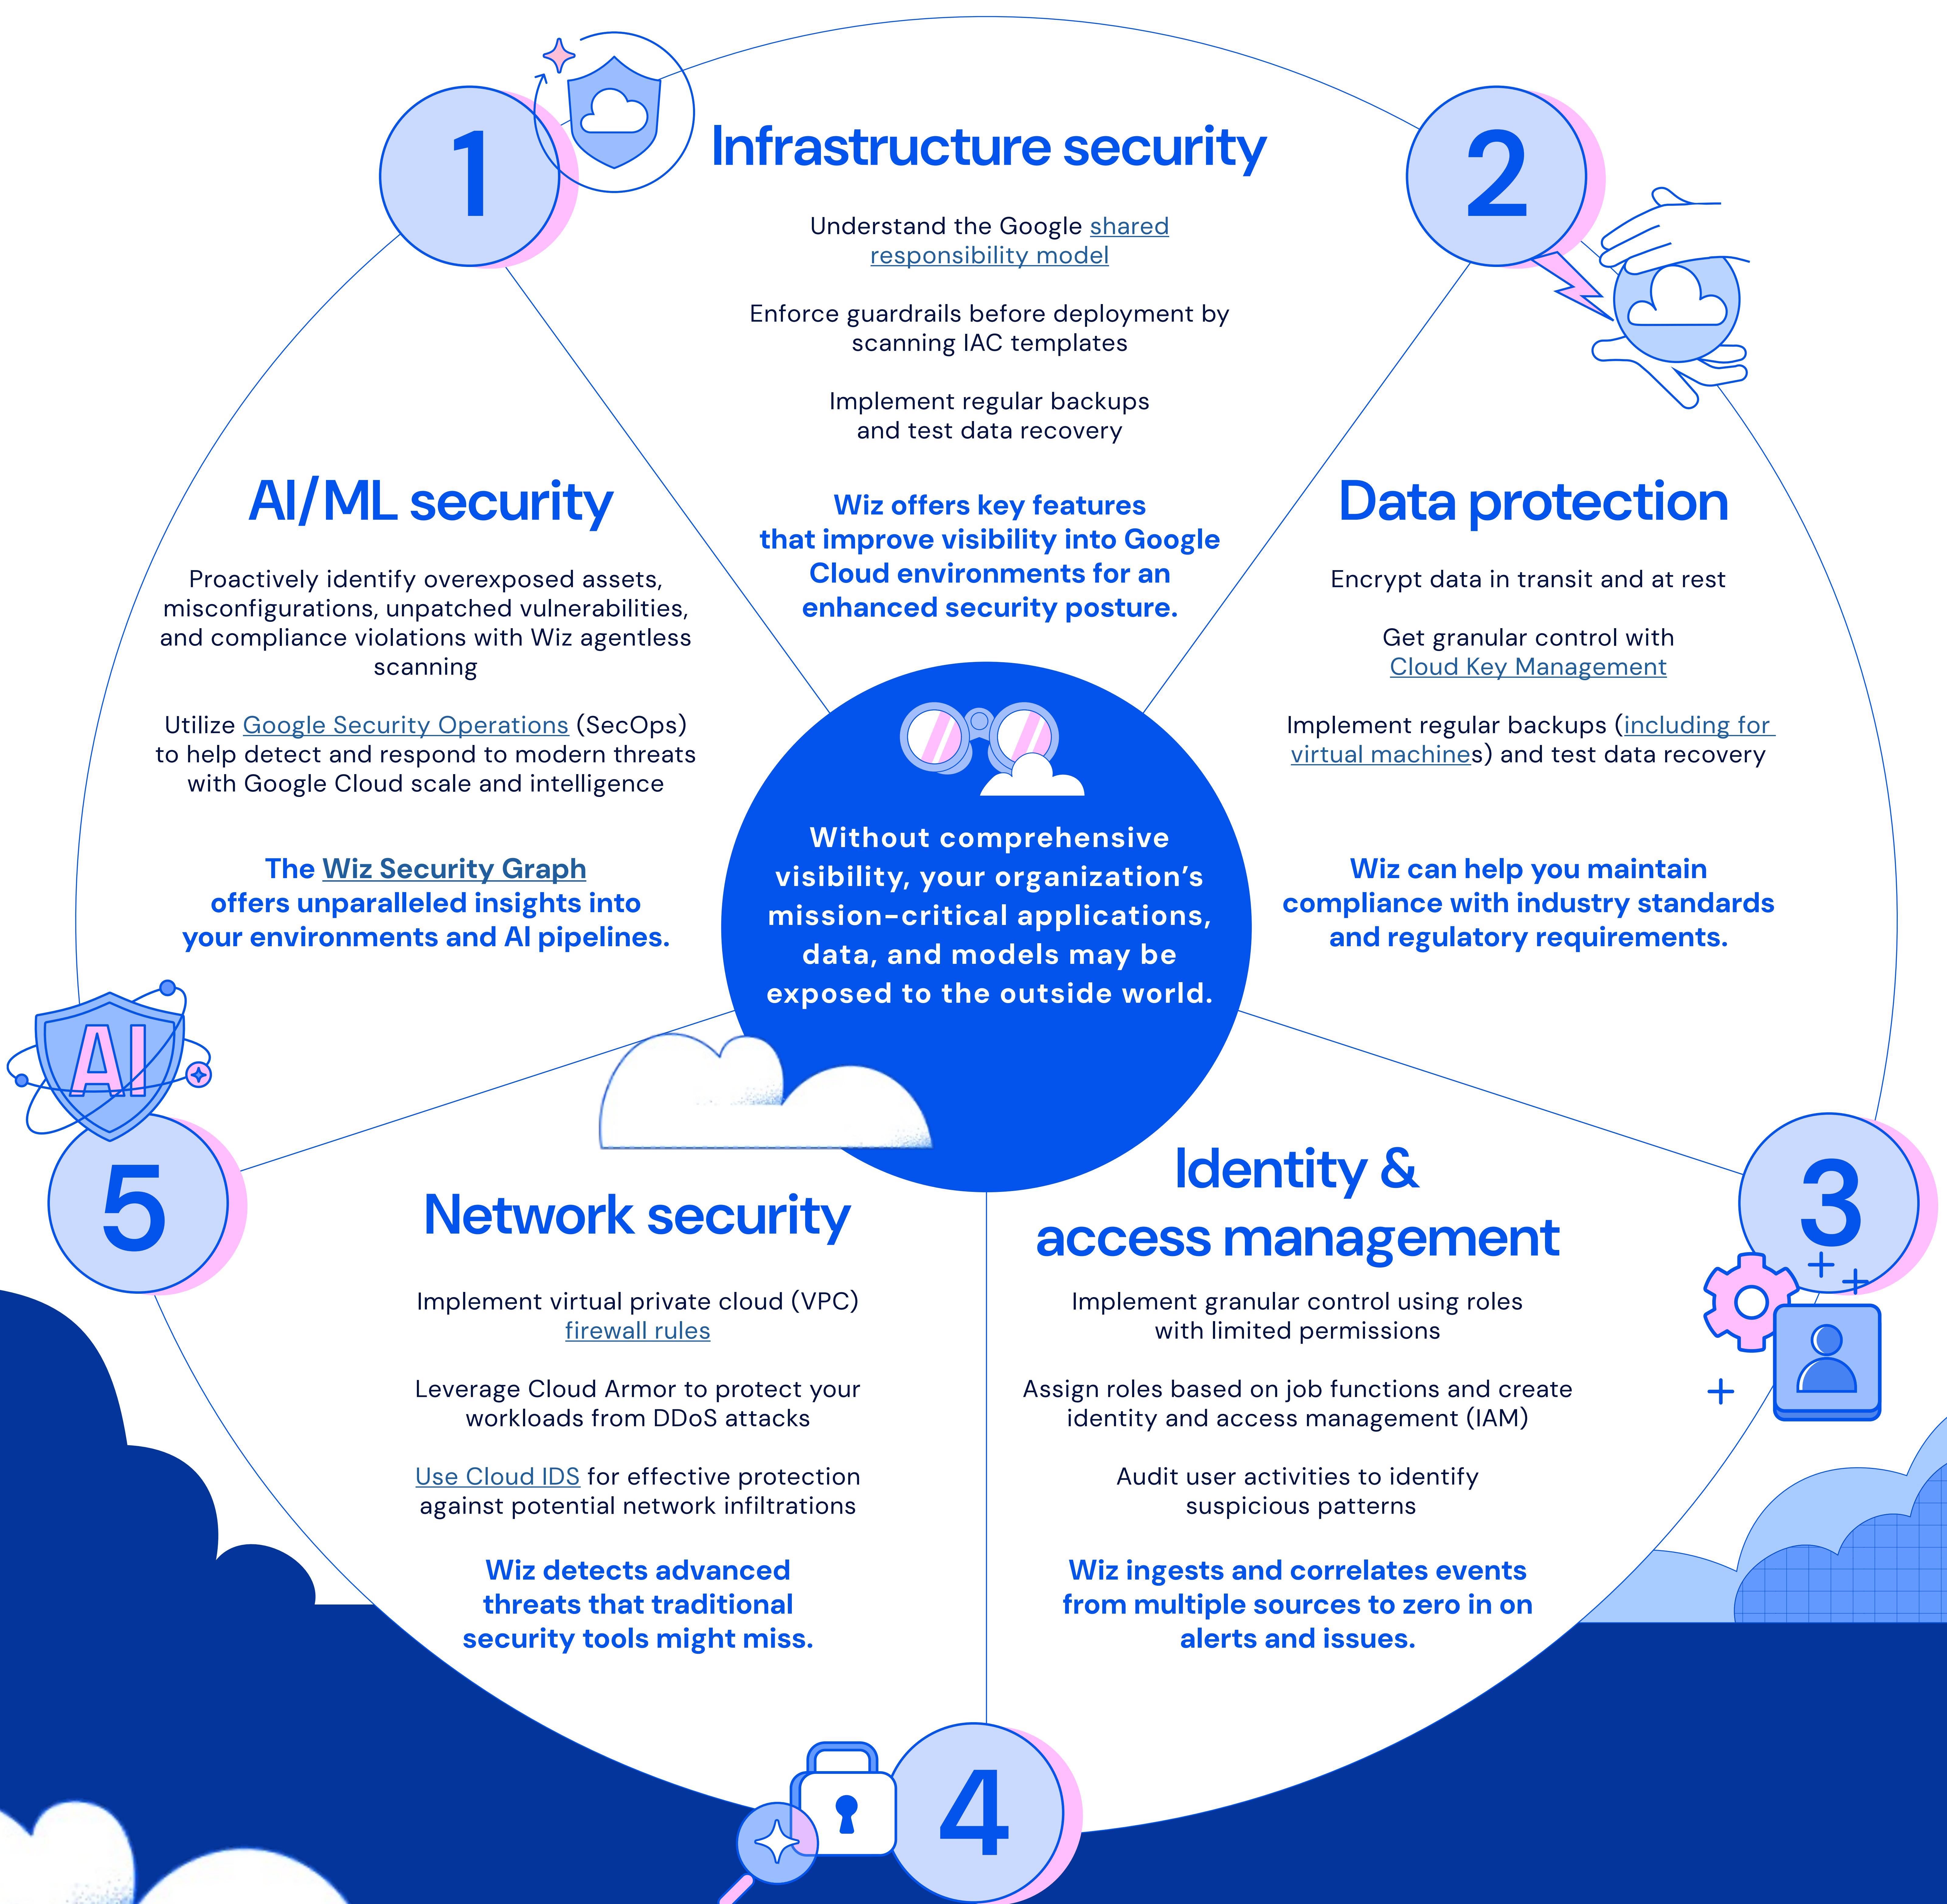 1
Infrastructure security
Understand the Google shared
responsibility model
Enforce guardrails before deployment by
scanning IAC templates
Implement regular backups
and test data recovery
Wiz offers key features
that improve visibility into Google
Cloud environments for an
enhanced security posture.
2
Data protection
Encrypt data in transit and at rest
Get granular control with
Cloud Key Management
Implement regular backups (including for
virtual machines) and test data recovery
Wiz can help you maintain
compliance with industry standards
and regulatory requirements.
3
Identity &
access management
Implement granular control using roles
with limited permissions
Assign roles based on job functions and create
identity and access management (IAM)
Audit user activities to identify
suspicious patterns
Wiz ingests and correlates events
from multiple sources to zero in on
alerts and issues.
4
Network security
Implement virtual private cloud (VPC)
firewall rules
Leverage Cloud Armor to protect your
workloads from DDoS attacks
Use Cloud IDS for effective protection
against potential network infiltrations
Wiz detects advanced
threats that traditional
security tools might miss.
5
AI
AI/ML security
Proactively identify overexposed assets,
misconfigurations, unpatched vulnerabilities,
and compliance violations with Wiz agentless
scanning
Utilize Google Security Operations (SecOps)
to help detect and respond to modern threats
with Google Cloud scale and intelligence
The Wiz Security Graph
offers unparalleled insights into
your environments and AI pipelines.
Without comprehensive
visibility, your organization's
mission-critical applications,
data, and models may be
exposed to the outside world.